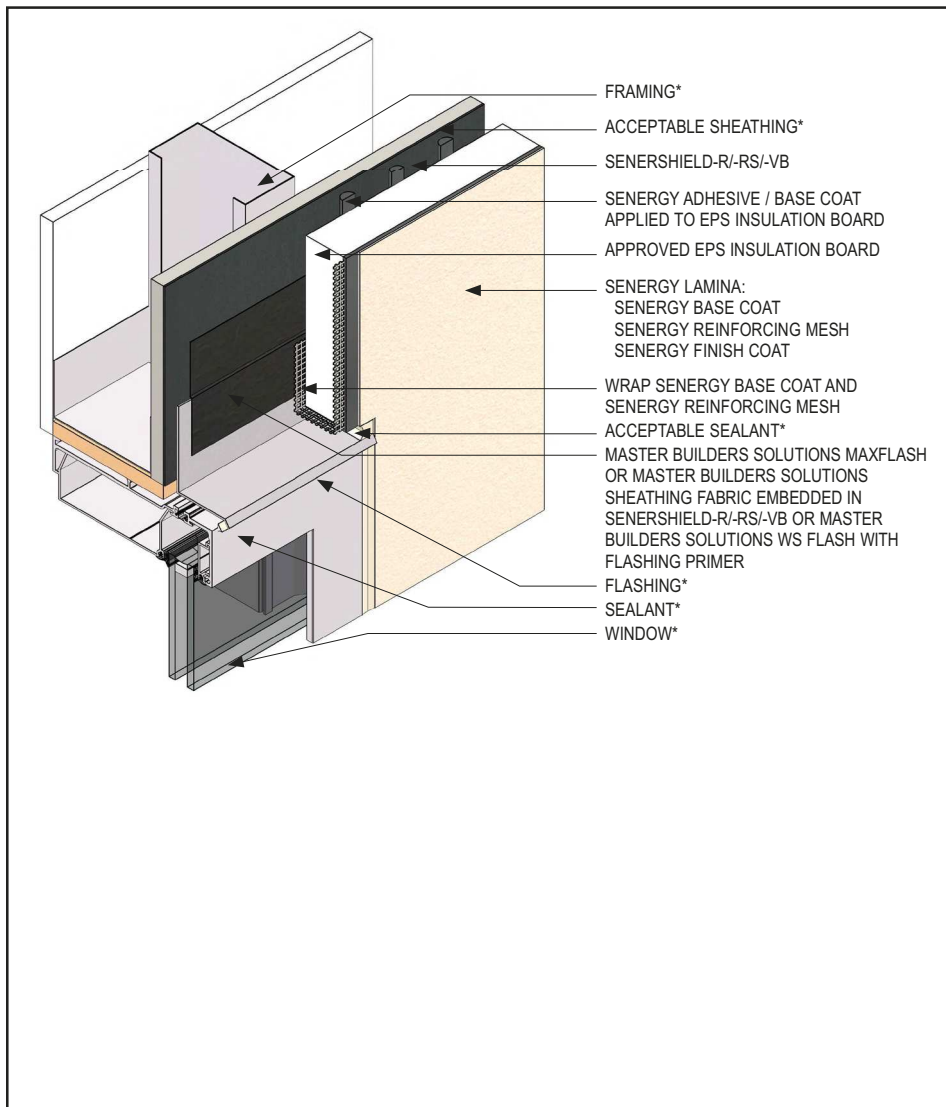 FRAMING*
ACCEPTABLE SHEATHING*
SENERSHIELD-R/-RS/-VB
SENERGY ADHESIVE / BASE COAT
APPLIED TO EPS INSULATION BOARD
APPROVED EPS INSULATION BOARD
SENERGY LAMINA:
SENERGY BASE COAT
SENERGY REINFORCING MESH
SENERGY FINISH COAT
WRAP SENERGY BASE COAT AND
SENERGY REINFORCING MESH
ACCEPTABLE SEALANT*
MASTER BUILDERS SOLUTIONS MAXFLASH
OR MASTER BUILDERS SOLUTIONS
SHEATHING FABRIC EMBEDDED IN
SENERSHIELD-R/-RS/-VB OR MASTER
BUILDERS SOLUTIONS WS FLASH WITH
FLASHING PRIMER
FLASHING*
SEALANT*
WINDOW*